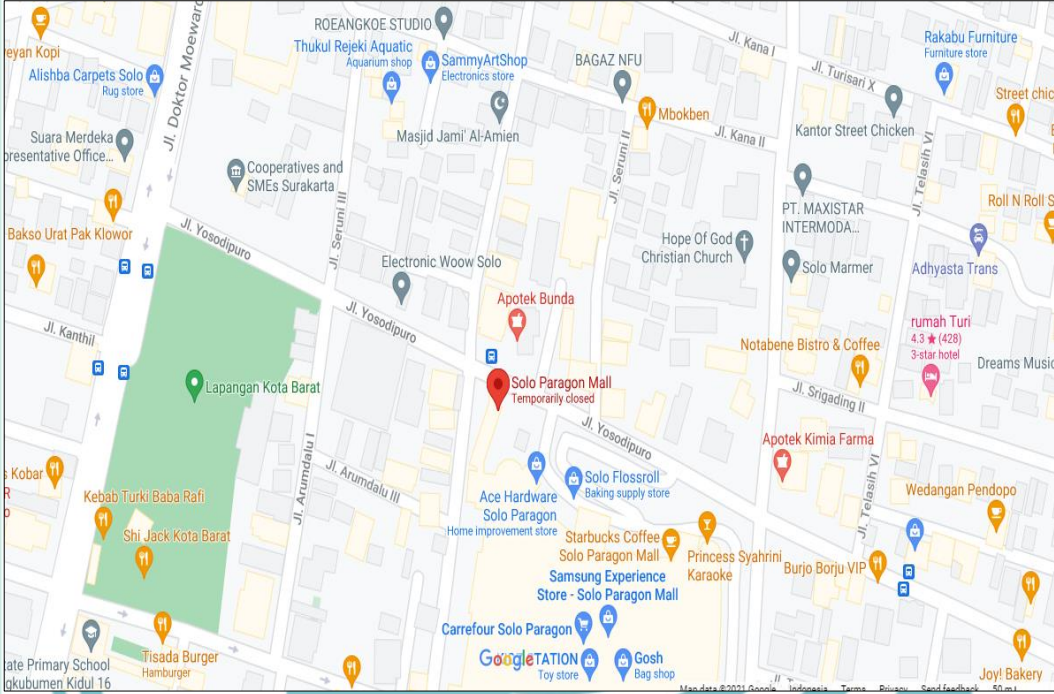 ROEANGKOE STUDIO
Jl. Kana I
eyan Kopi
Thukul Rejeki Aquatic
Aquarium shop
SammyArtShop
Electronics store
BAGAZ NFU
Rakabu Furniture
Furniture store
Alishba Carpets Solo
Rug store
Jl. Doktor Moeward
Jl. Turisari X
Street chic
Mbokben
Suara Merdeka
presentative Office...
Masjid Jami' Al-Amien
Jl. Kana II
Kantor Street Chicken
Cooperatives and
SMEs Surakarta
Jl. Seruni II
Jl. Telasih VI
PT. MAXISTAR
INTERMODA...
Roll N Roll S
Bakso Urat Pak Klowor
Jl. Yosodipuro
Jl. Seruni III
Hope Of God
Christian Church
Electronic Woow Solo
Solo Marmer
Adhyasta Trans
Apotek Bunda
Jl. Yosodipuro
Jl. Kanthil
rumah Turi
4.3 ★ (428)
3-star hotel
Notabene Bistro & Coffee
Dreams Music
Lapangan Kota Barat
Solo Paragon Mall
Temporarily closed
Jl. Srigading II
Jl. Yosodipuro
Apotek Kimia Farma
s Kobar
Jl. Arumdalu I
Jl. Arumdalu III
Solo Flossroll
Baking supply store
Jl. Telasih VI
Kebab Turki Baba Rafi
Ace Hardware
Solo Paragon
Home improvement store
Wedangan Pendopo
Shi Jack Kota Barat
Starbucks Coffee
Solo Paragon Mall
Princess Syahrini
Karaoke
Burjo Borju VIP
Samsung Experience
Store - Solo Paragon Mall
Carrefour Solo Paragon
Tisada Burger
Hamburger
Google
TATION
Toy store
Gosh
Bag shop
ate Primary School
gkubumen Kidul 16
Joy! Bakery
Map data ©2021 Google Indonesia Terms Privacy Send feedback 50 m